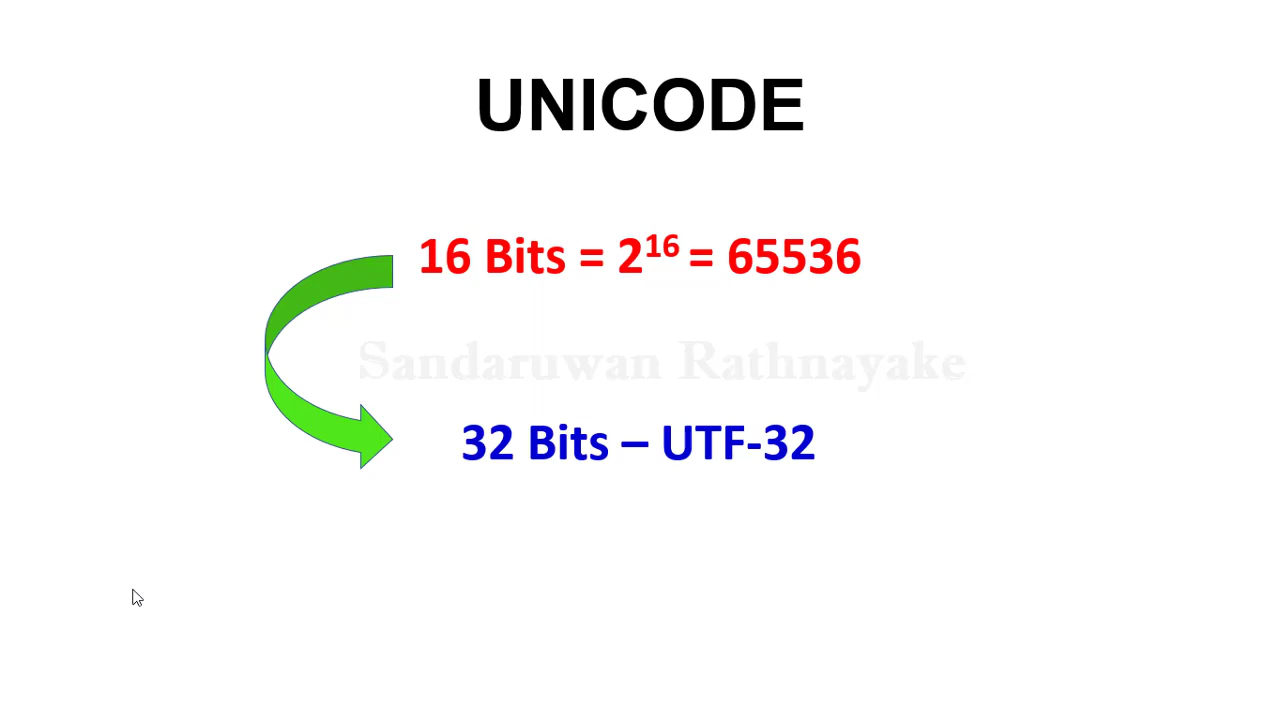 UNICODE
16 Bits = 2¹⁶ = 65536
Sandaruwan Rathnayake
32 Bits – UTF-32